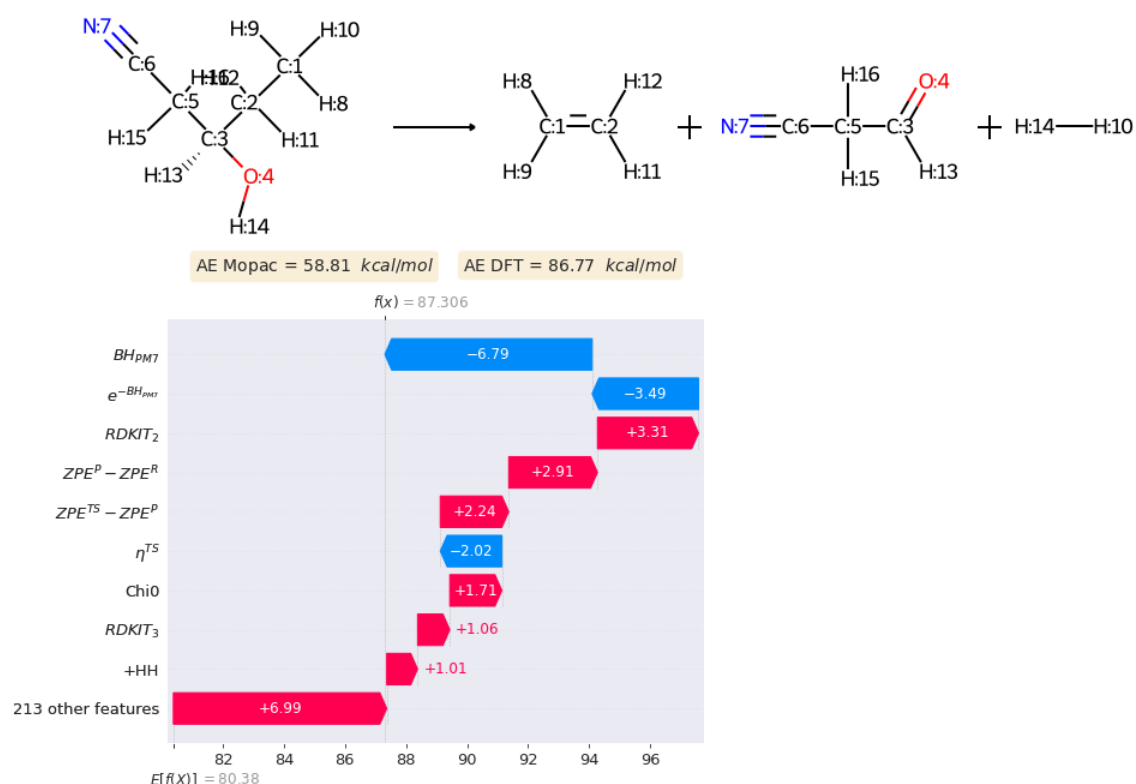 N:7
H:9
H:10
C:6
C:1
H:16
H:12
H:8
C:5
C:2
H:15
C:3
H:11
H:13
O:4
H:14
H:8
H:12
C:1
C:2
H:9
H:11
+
H:16
O:4
N:7
C:6
C:5
C:3
H:15
H:13
+
H:14
H:10
AE Mopac = 58.81 kcal/mol
AE DFT = 86.77 kcal/mol
f(x) = 87.306
BH_PM7
−6.79
e^−BH_PM7
−3.49
RDKIT₂
+3.31
ZPE^P − ZPE^R
+2.91
ZPE^TS − ZPE^P
+2.24
η^TS
−2.02
Chi0
+1.71
RDKIT₃
+1.06
+HH
+1.01
213 other features
+6.99
82 84 86 88 90 92 94 96
E[f(X)] = 80.38